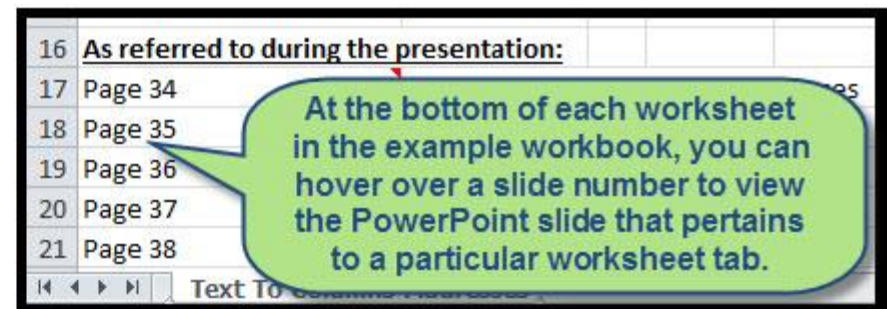 16 As referred to during the presentation:
17 Page 34
18 Page 35
19 Page 36
20 Page 37
21 Page 38
At the bottom of each worksheet
in the example workbook, you can
hover over a slide number to view
the PowerPoint slide that pertains
to a particular worksheet tab.
Text To